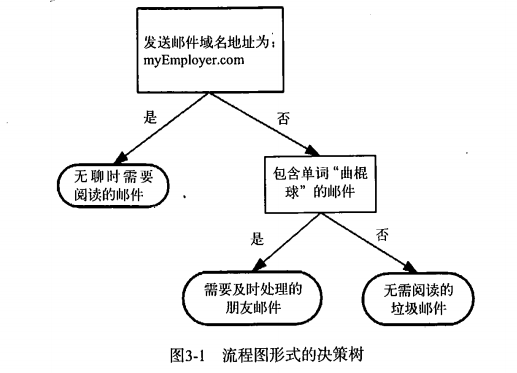 发送邮件域名地址为：
myEmployer.com
是
否
无聊时需要
阅读的邮件
包含单词“曲棍
球”的邮件
是
否
需要及时处理的
朋友邮件
无需阅读的
垃圾邮件
图3-1 流程图形式的决策树